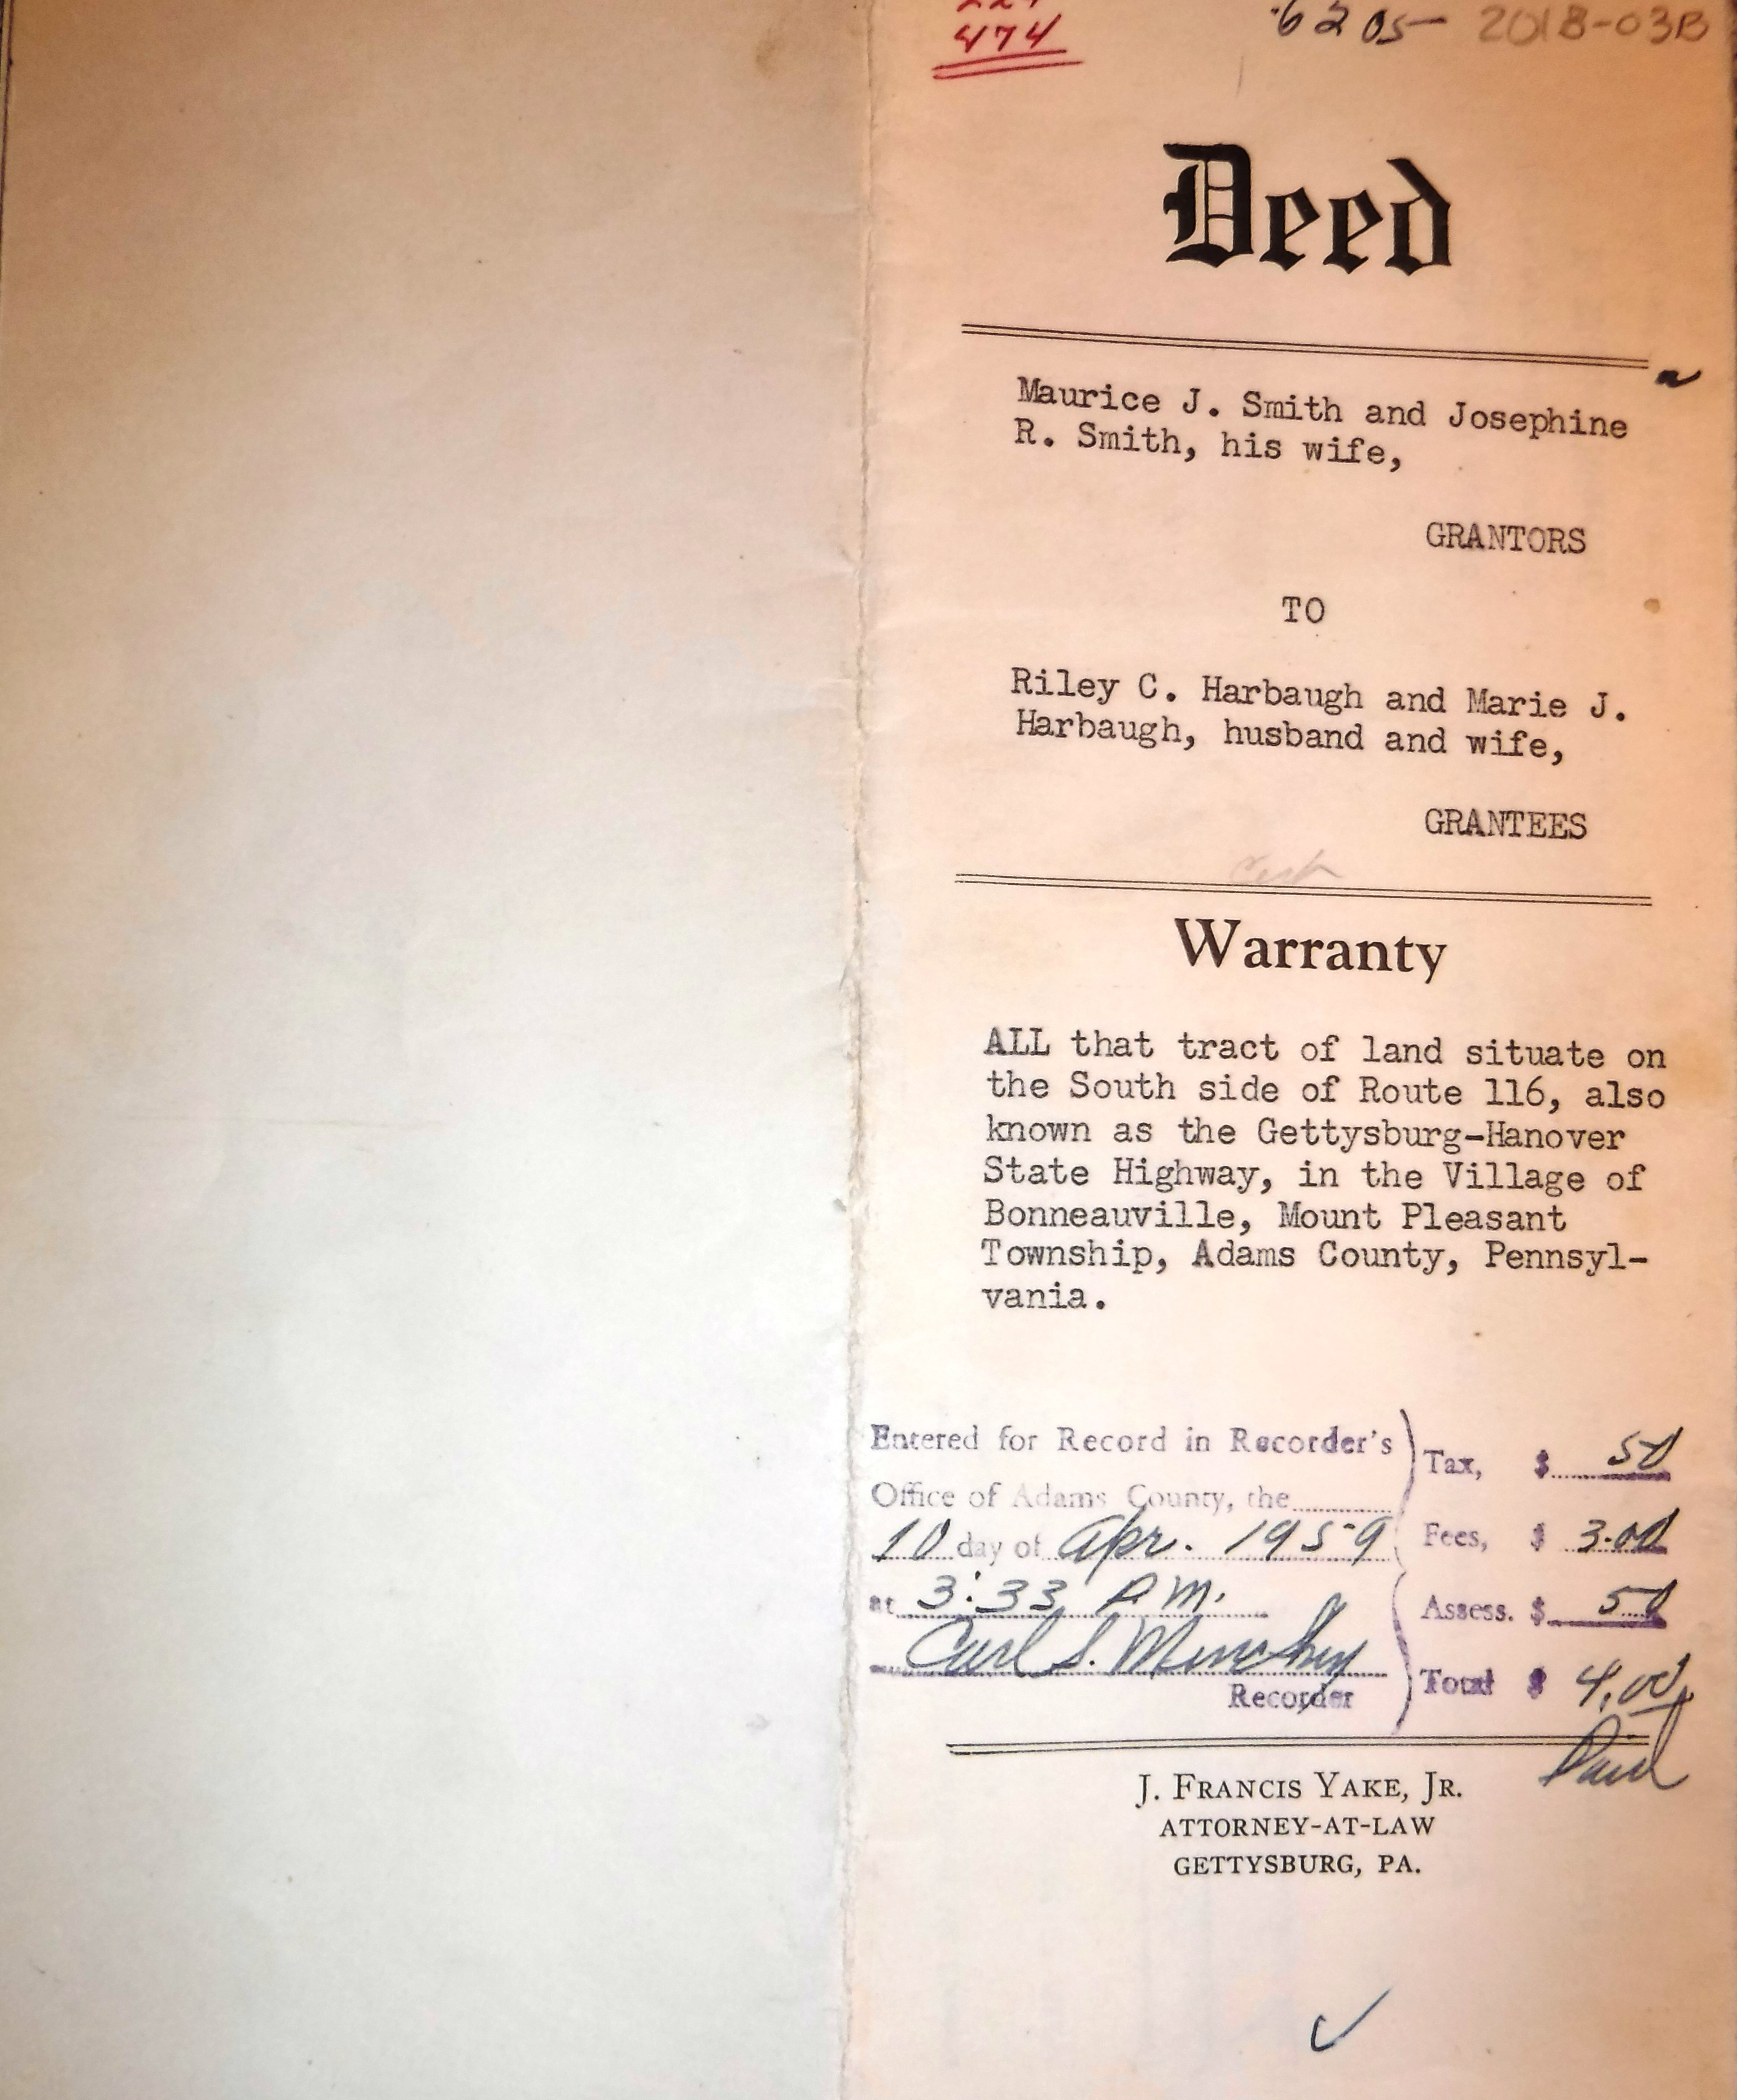 474
6205- 2018-03B
Deed
Maurice J. Smith and Josephine
R. Smith, his wife,
GRANTORS
TO
Riley C. Harbaugh and Marie J.
Harbaugh, husband and wife,
GRANTEES
Warranty
ALL that tract of land situate on
the South side of Route 116, also
known as the Gettysburg-Hanover
State Highway, in the Village of
Bonneauville, Mount Pleasant
Township, Adams County, Pennsyl-
vania.
Entered for Record in Recorder's
Office of Adams County, the
10 day of Apr. 1959
at 3:33 P.M.
Carl S. Menchey
Recorder
Tax, $ 50
Fees, $ 3.00
Assess. $ 50
Total $ 4.00
Paid
J. FRANCIS YAKE, JR.
ATTORNEY-AT-LAW
GETTYSBURG, PA.